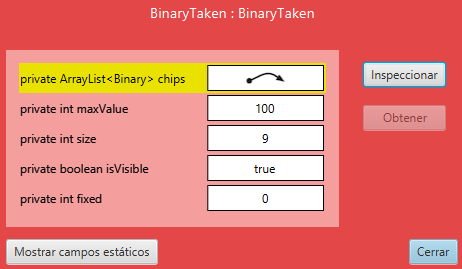 BinaryTaken : BinaryTaken
private ArrayList<Binary> chips
Inspeccionar
private int maxValue 100
Obtener
private int size 9
private boolean isVisible true
private int fixed 0
Mostrar campos estáticos
Cerrar